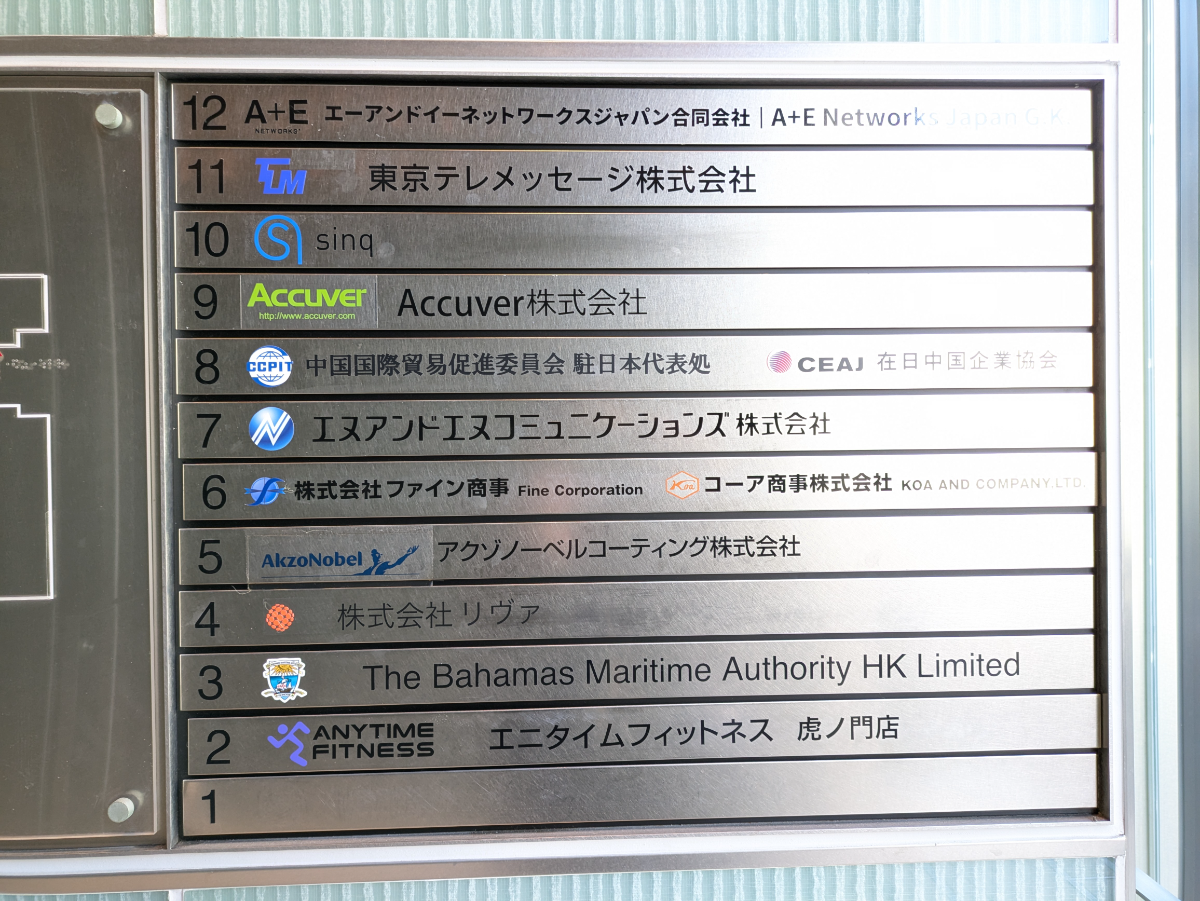 12 A+E NETWORKS エーアンドイーネットワークスジャパン合同会社 | A+E Networks Japan G.K
11 TLM 東京テレメッセージ株式会社
10 sinq
9 ACCUVER http://www.accuver.com Accuver株式会社
8 CCPIT 中国国際貿易促進委員会 駐日本代表処 CEAJ 在日中国企業協会
7 N エヌアンドエヌコミュニケーションズ株式会社
6 株式会社ファイン商事 Fine Corporation Koa コーア商事株式会社 KOA AND COMPANY.LTD.
5 AkzoNobel アクゾノーベルコーティング株式会社
4 株式会社 リヴァ
3 The Bahamas Maritime Authority HK Limited
2 ANYTIME FITNESS エニタイムフィットネス 虎ノ門店
1